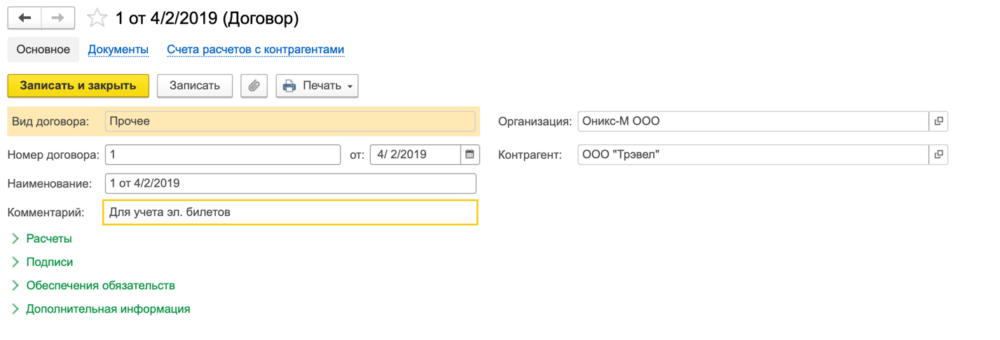 1 от 4/2/2019 (Договор)
Основное Документы Счета расчетов с контрагентами
Записать и закрыть Записать Печать
Вид договора: Прочее Организация: Оникс-М ООО
Номер договора: 1 от: 4/ 2/2019 Контрагент: ООО "Трэвел"
Наименование: 1 от 4/2/2019
Комментарий: Для учета эл. билетов
Расчеты
Подписи
Обеспечения обязательств
Дополнительная информация